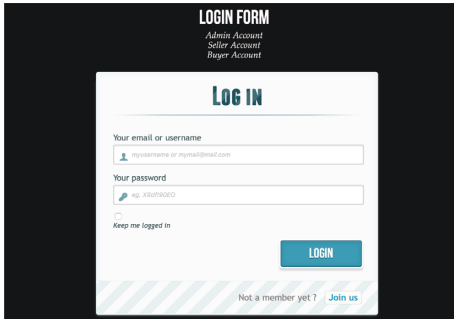 LOGIN FORM
Admin Account
Seller Account
Buyer Account
LOG IN
Your email or username
myusername or mymail@mail.com
Your password
eg. X8df!90EO
Keep me logged in
LOGIN
Not a member yet ? Join us